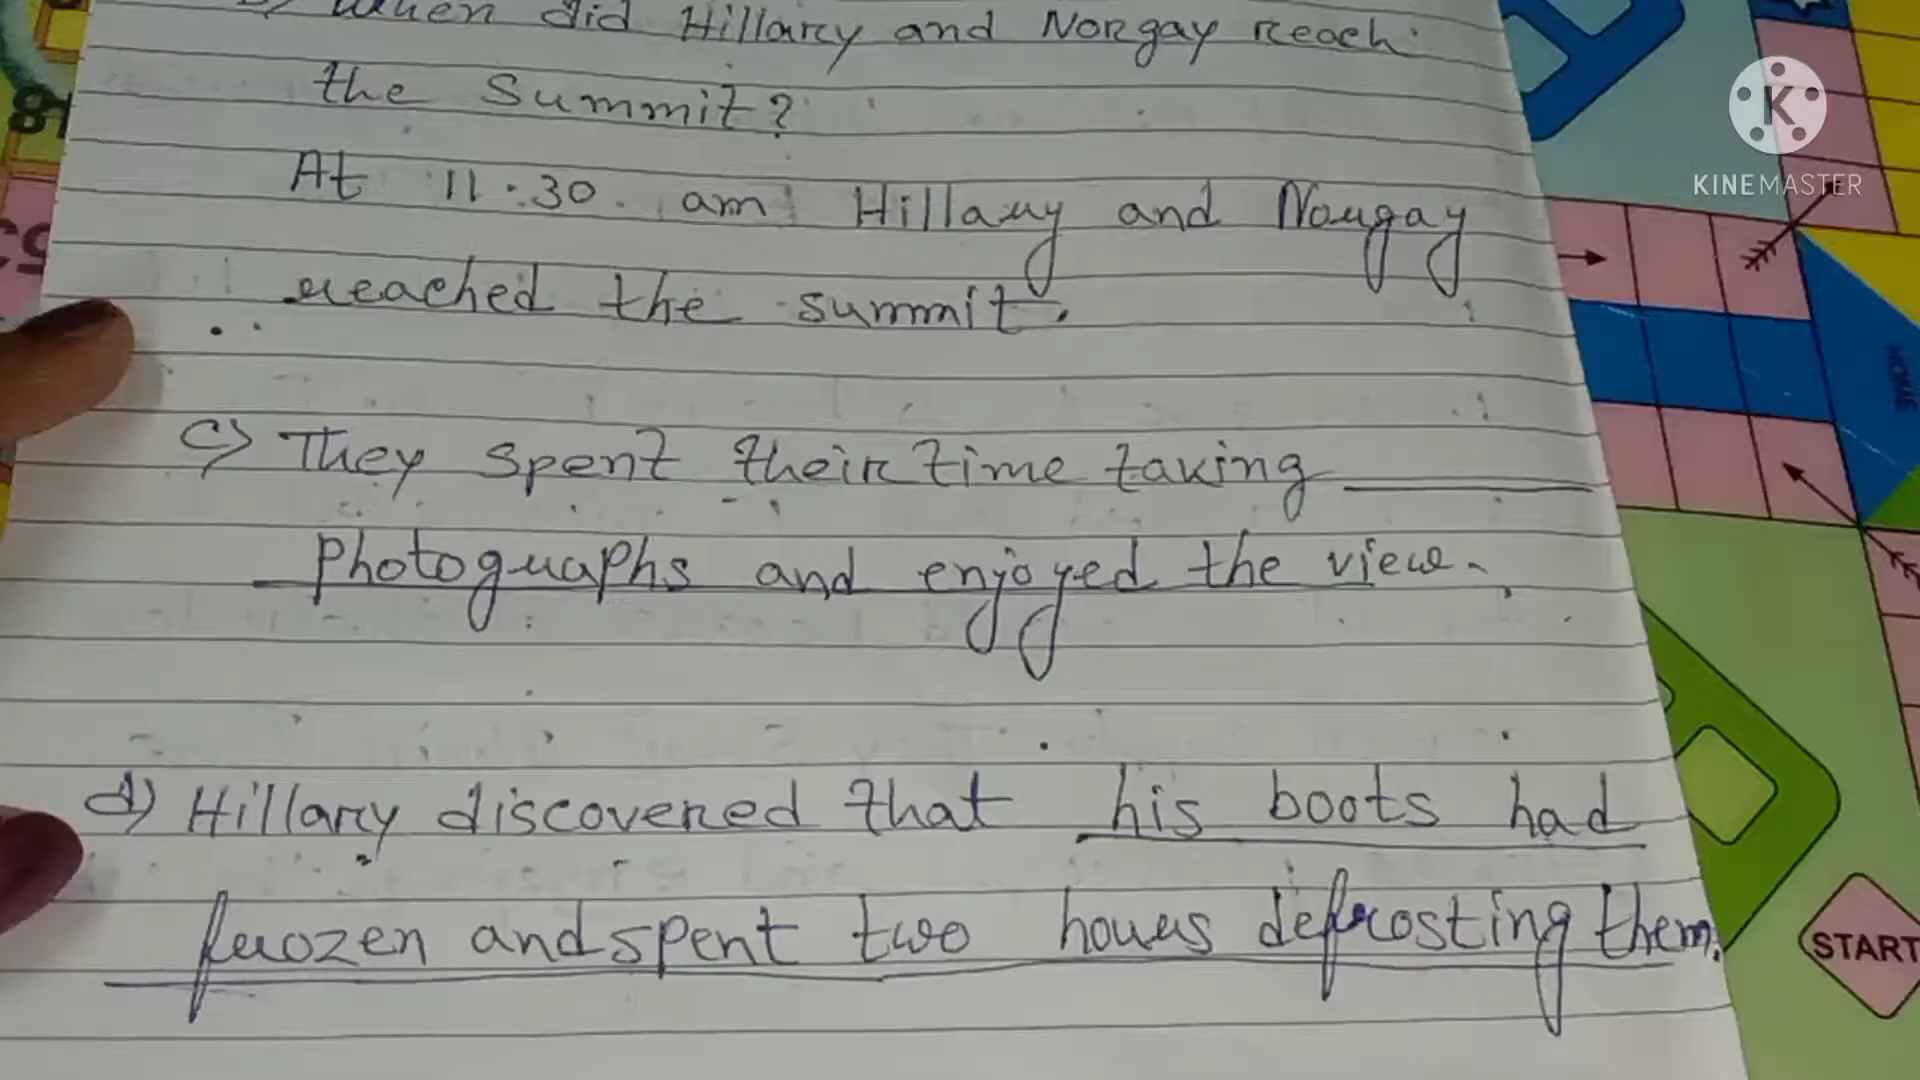 b) When did Hillary and Norgay reach
the Summit?
At 11:30 am Hillary and Norgay
reached the summit.
c) They spent their time taking
photographs and enjoyed the view.
d) Hillary discovered that his boots had
frozen and spent two hours defrosting them.
81
HOME
START
K
KINEMASTER